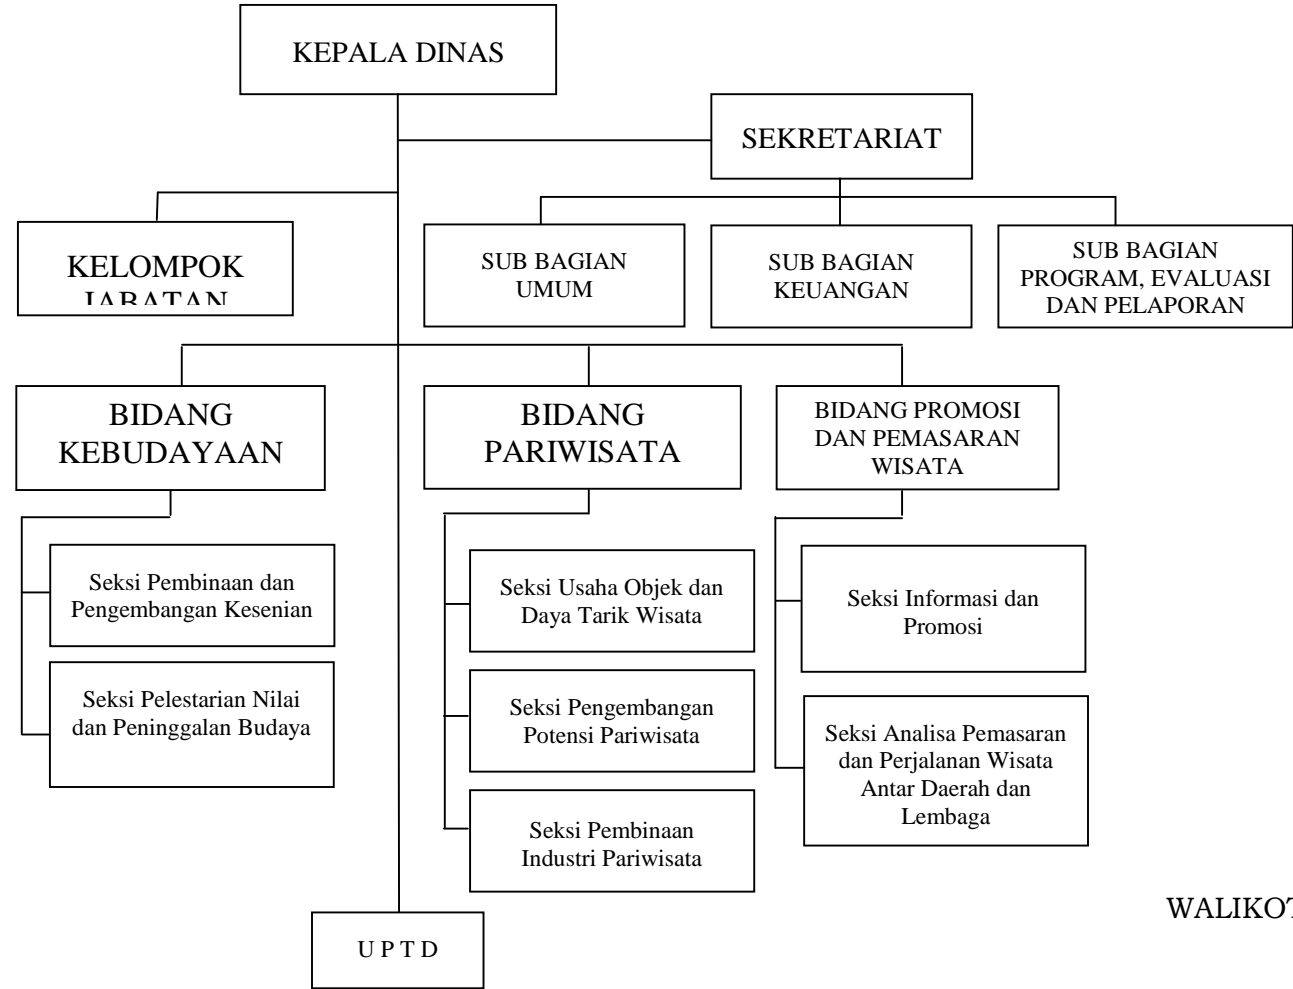 KEPALA DINAS
SEKRETARIAT
KELOMPOK
JABATAN
SUB BAGIAN
UMUM
SUB BAGIAN
KEUANGAN
SUB BAGIAN
PROGRAM, EVALUASI
DAN PELAPORAN
BIDANG
KEBUDAYAAN
BIDANG
PARIWISATA
BIDANG PROMOSI
DAN PEMASARAN
WISATA
Seksi Pembinaan dan
Pengembangan Kesenian
Seksi Pelestarian Nilai
dan Peninggalan Budaya
Seksi Usaha Objek dan
Daya Tarik Wisata
Seksi Pengembangan
Potensi Pariwisata
Seksi Pembinaan
Industri Pariwisata
Seksi Informasi dan
Promosi
Seksi Analisa Pemasaran
dan Perjalanan Wisata
Antar Daerah dan
Lembaga
WALIKOT
U P T D